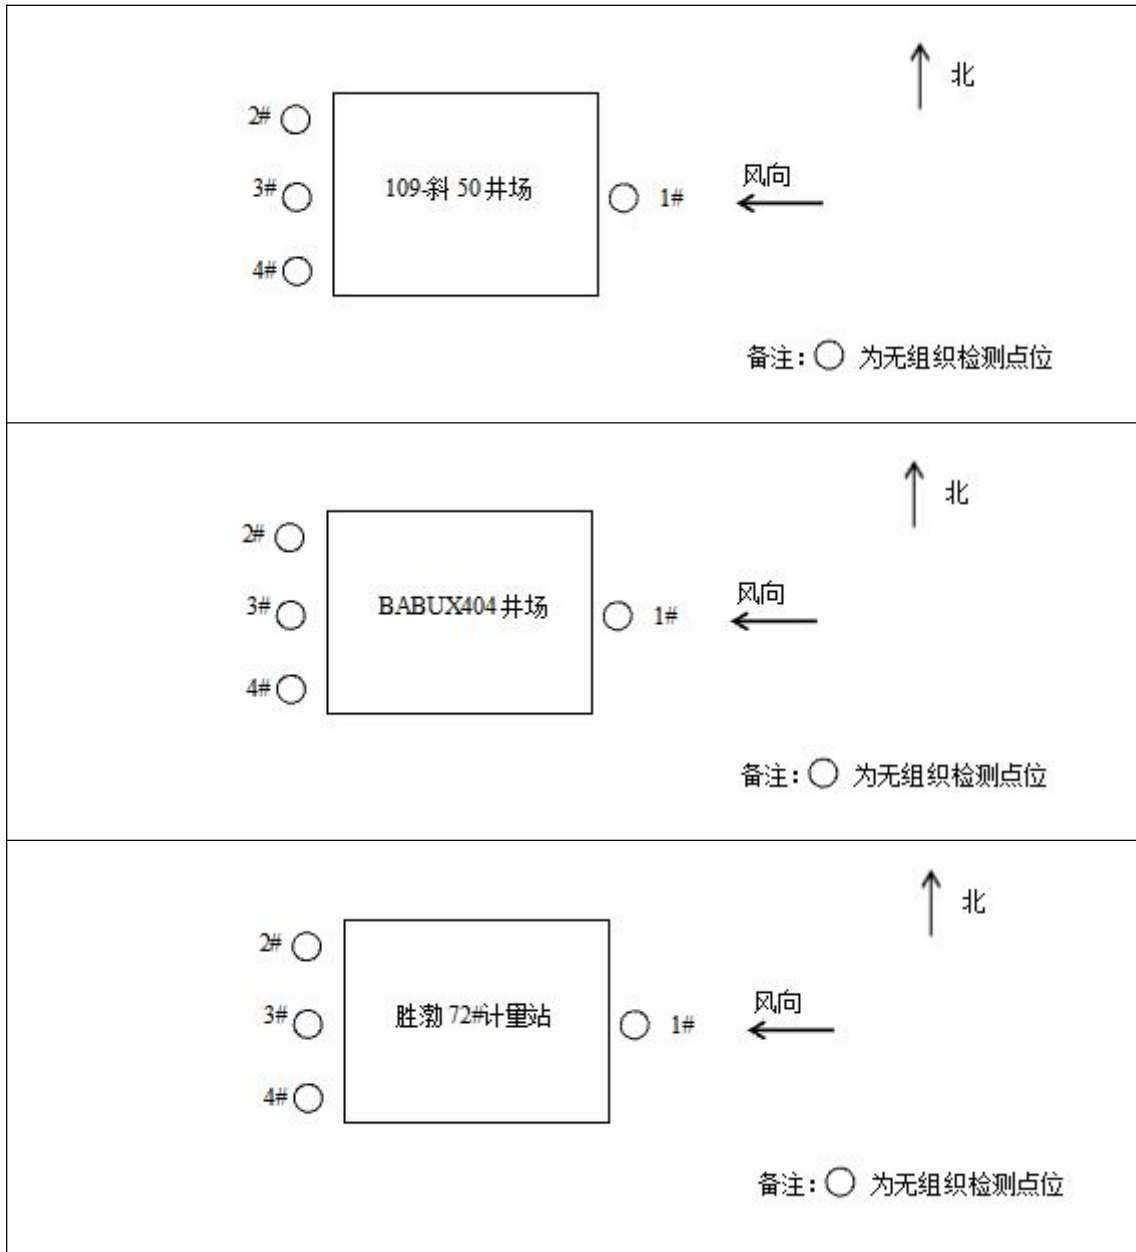 北
2#
3#
4#
109-斜 50 井场
1#
风向
备注：○ 为无组织检测点位
北
2#
3#
4#
BABUX404 井场
1#
风向
备注：○ 为无组织检测点位
北
2#
3#
4#
胜渤 72#计量站
1#
风向
备注：○ 为无组织检测点位